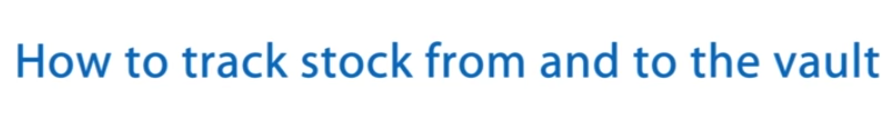 How to track stock from and to the vault